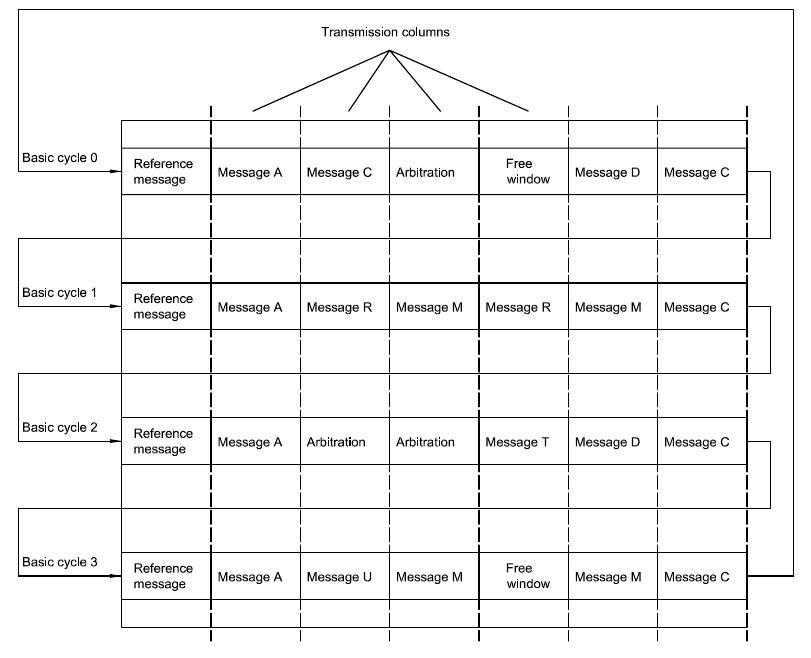 Transmission columns
Basic cycle 0
Reference
message
Message A
Message C
Arbitration
Free
window
Message D
Message C
Basic cycle 1
Reference
message
Message A
Message R
Message M
Message R
Message M
Message C
Basic cycle 2
Reference
message
Message A
Arbitration
Arbitration
Message T
Message D
Message C
Basic cycle 3
Reference
message
Message A
Message U
Message M
Free
window
Message M
Message C